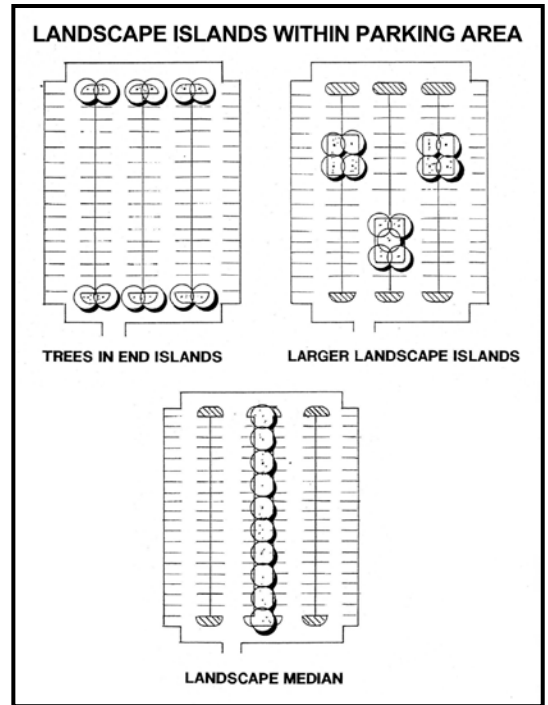 LANDSCAPE ISLANDS WITHIN PARKING AREA
TREES IN END ISLANDS
LARGER LANDSCAPE ISLANDS
LANDSCAPE MEDIAN